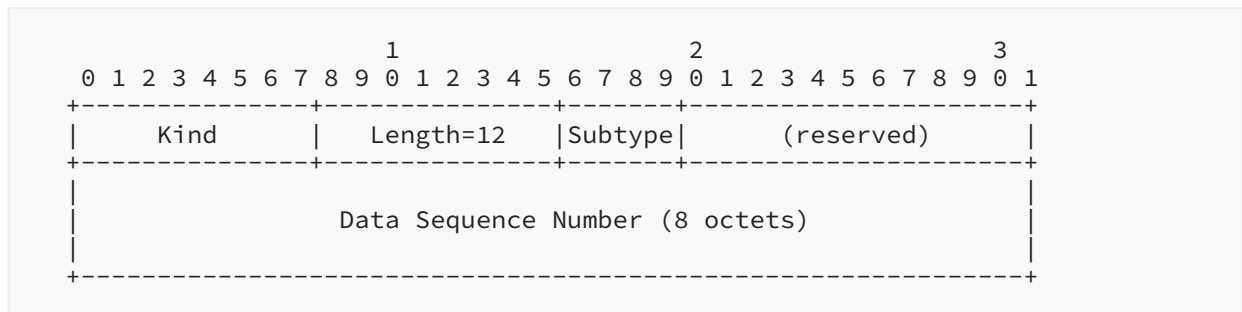 1                   2                   3
 0 1 2 3 4 5 6 7 8 9 0 1 2 3 4 5 6 7 8 9 0 1 2 3 4 5 6 7 8 9 0 1
+---------------+---------------+-------+-----------------------+
|     Kind      |   Length=12   |Subtype|      (reserved)       |
+---------------+---------------+-------+-----------------------+
|                                                               |
|                 Data Sequence Number (8 octets)               |
|                                                               |
+---------------------------------------------------------------+